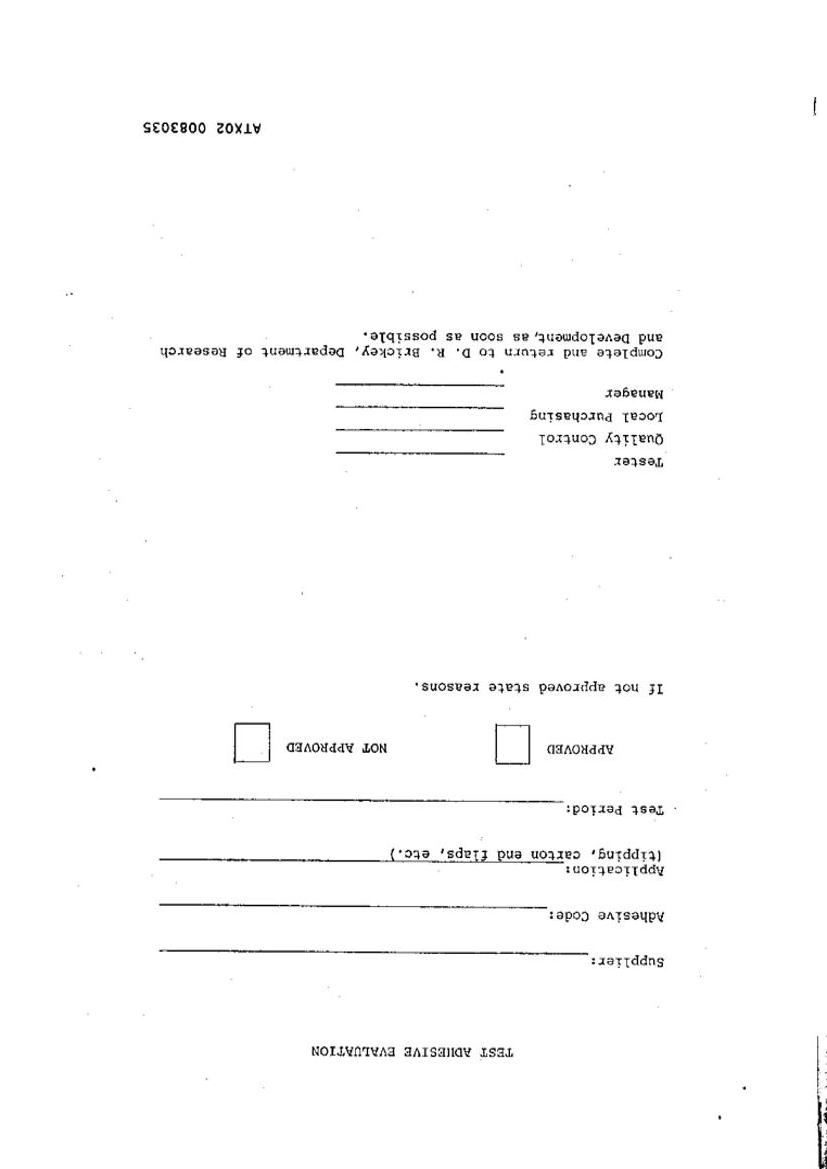 TEST ADHESIVE EVALUATION
Supplier:
Adhesive Code:
Application:
(tipping, carton end flaps, etc.)
Test Period:
APPROVED NOT APPROVED
If not approved state reasons.
Tester
Quality Control
Local Purchasing
Manager
Complete and return to D. R. Brickey, Department of Research
and Development, as soon as possible.
ATX02 0083035